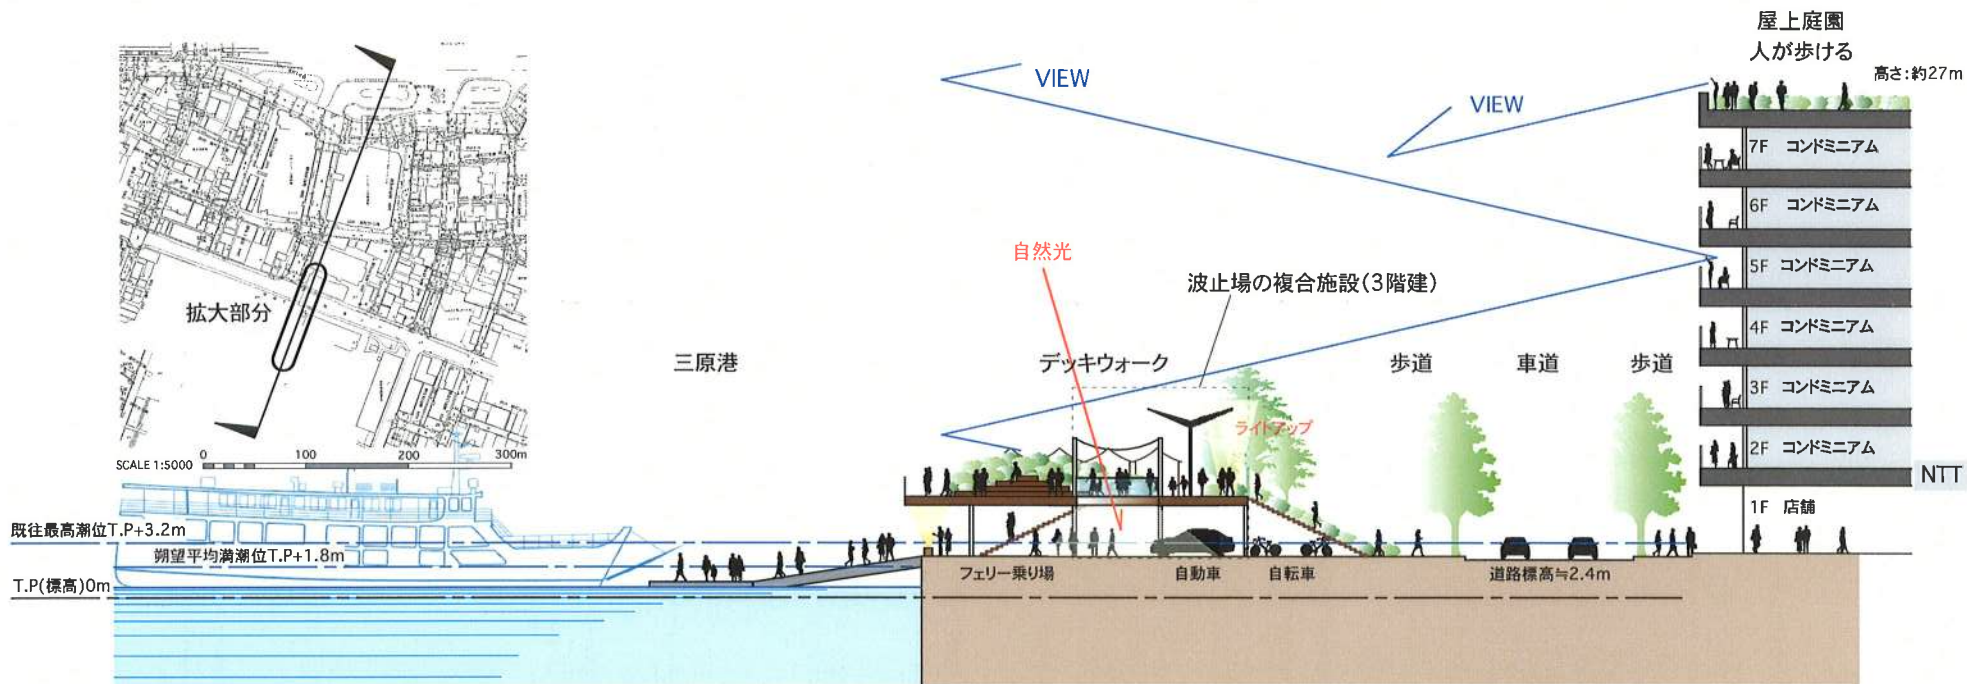 屋上庭園
人が歩ける
高さ:約27m
VIEW
VIEW
7F コンドミニアム
6F コンドミニアム
自然光
5F コンドミニアム
波止場の複合施設(3階建)
拡大部分
4F コンドミニアム
三原港
デッキウォーク
歩道
車道
歩道
3F コンドミニアム
ライトアップ
2F コンドミニアム
SCALE 1:5000
0
100
200
300m
NTT
1F 店舗
既往最高潮位T.P+3.2m
朔望平均満潮位T.P+1.8m
T.P(標高)0m
フェリー乗り場
自動車
自転車
道路標高≒2.4m